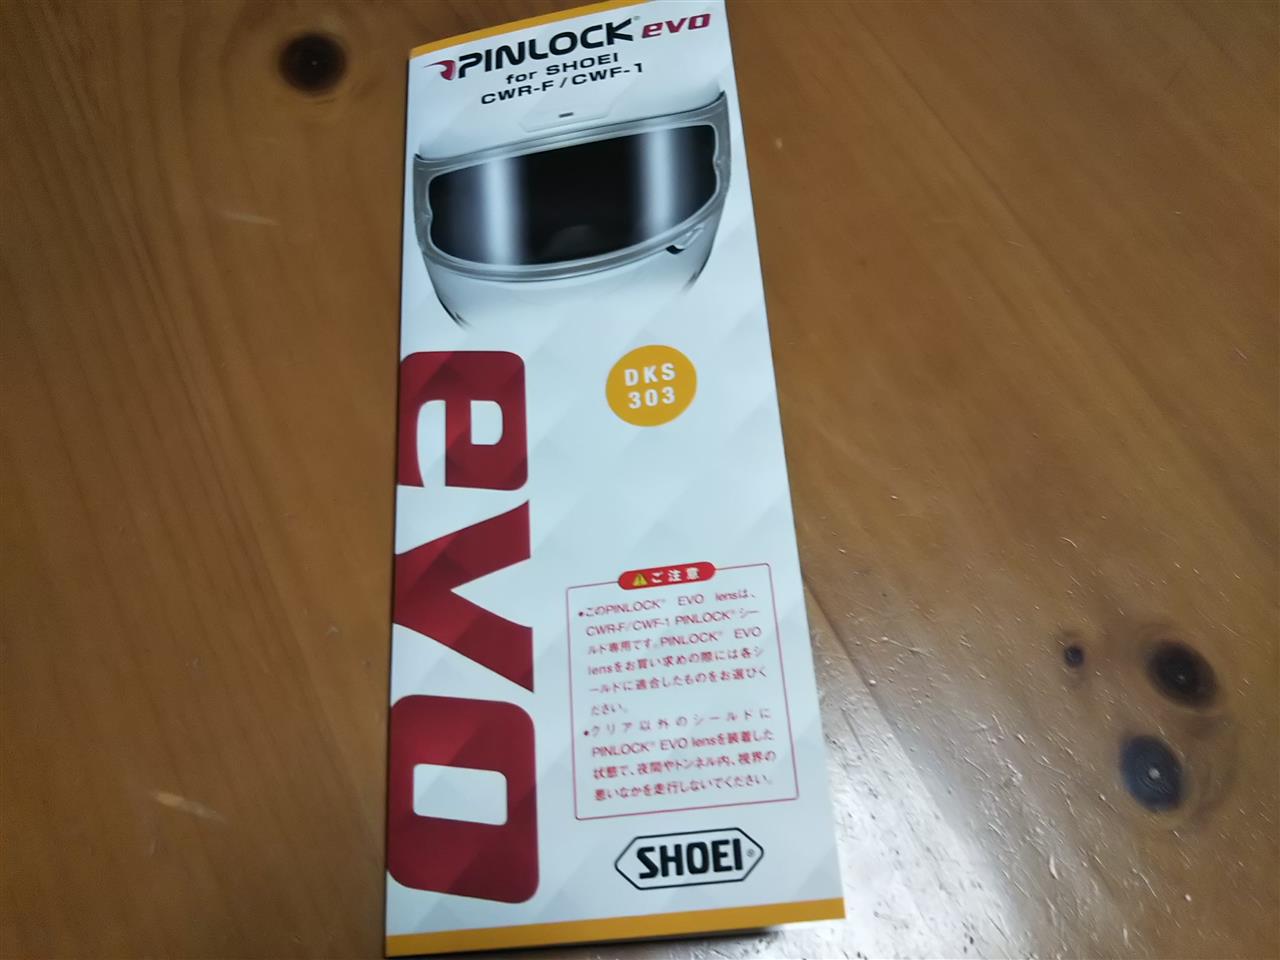 PINLOCK® evo
for SHOEI
CWR-F/CWF-1
evo
DKS
303
ご注意
●このPINLOCK® EVO lensは、
CWR-F/CWF-1 PINLOCK® シー
ルド専用です。PINLOCK® EVO
lensをお買い求めの際には各シ
ールドに適合したものをお選びく
ださい。
●クリア以外のシールドに
PINLOCK® EVO lensを装着した
状態で、夜間やトンネル内、視界の
悪いなかを走行しないでください。
SHOEI®